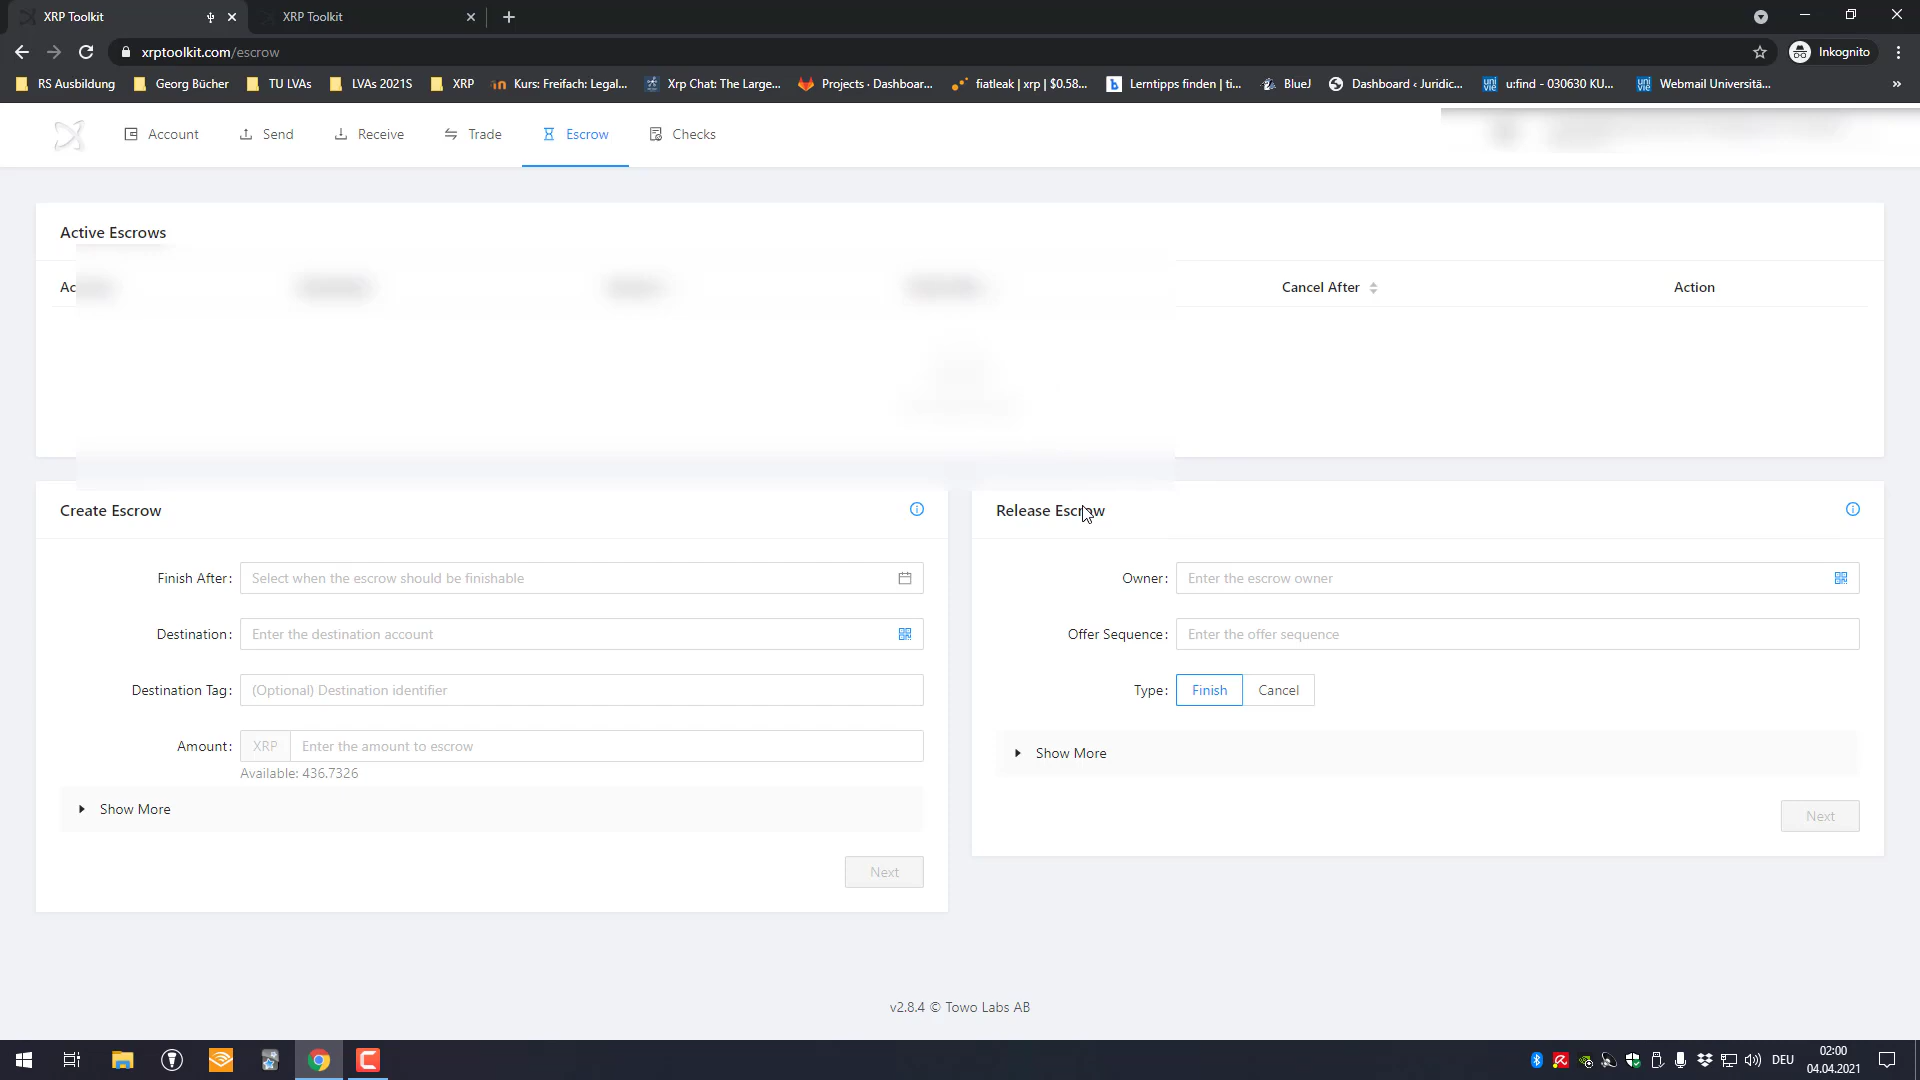 XRP Toolkit
XRP Toolkit
xrptoolkit.com/escrow
Inkognito
RS Ausbildung
Georg Bücher
TU LVAs
LVAs 2021S
XRP
Kurs: Freifach: Legal...
Xrp Chat: The Large...
Projects · Dashboar...
fiatleak | xrp | $0.58...
Lerntipps finden | ti...
BlueJ
Dashboard ‹ Juridic...
u:find - 030630 KU...
Webmail Universitä...
»
Account
Send
Receive
Trade
Escrow
Checks
Active Escrows
Ac
Cancel After
Action
Create Escrow
Finish After:
Select when the escrow should be finishable
Destination:
Enter the destination account
Destination Tag:
(Optional) Destination identifier
Amount:
XRP
Enter the amount to escrow
Available: 436.7326
Show More
Next
Release Escrow
Owner:
Enter the escrow owner
Offer Sequence:
Enter the offer sequence
Type:
Finish
Cancel
Show More
Next
v2.8.4 © Towo Labs AB
DEU
02:00
04.04.2021